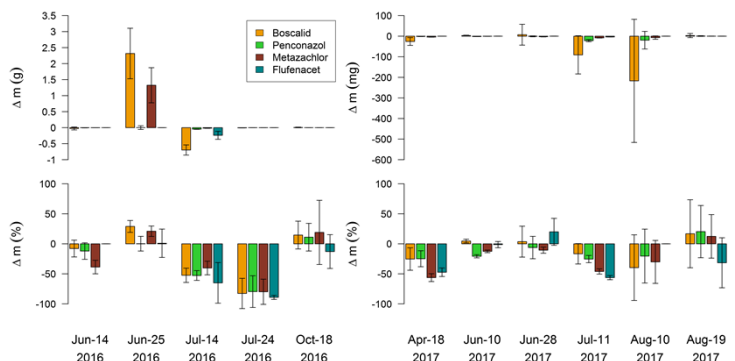 Δ m (g)
3.5
3
2.5
2
1.5
1
0.5
0
-0.5
-1
Boscalid
Penconazol
Metazachlor
Flufenacet
Δ m (mg)
100
0
-100
-200
-300
-400
-500
-600
Δ m (%)
100
50
0
-50
-100
Δ m (%)
100
50
0
-50
-100
Jun-14 Jun-25 Jul-14 Jul-24 Oct-18
2016 2016 2016 2016 2016
Apr-18 Jun-10 Jun-28 Jul-11 Aug-10 Aug-19
2017 2017 2017 2017 2017 2017